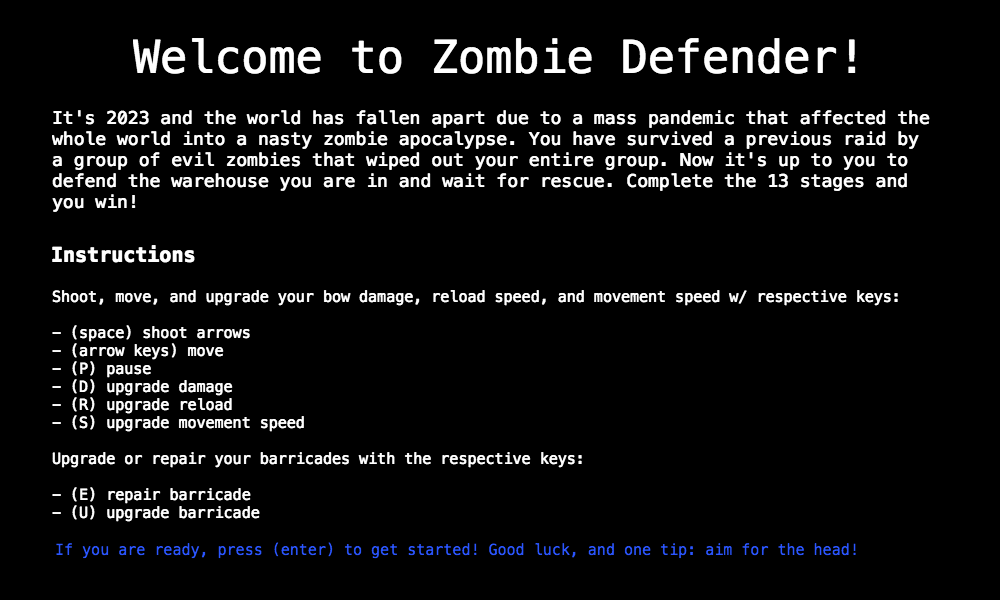 Welcome to Zombie Defender!
It's 2023 and the world has fallen apart due to a mass pandemic that affected the
whole world into a nasty zombie apocalypse. You have survived a previous raid by
a group of evil zombies that wiped out your entire group. Now it's up to you to
defend the warehouse you are in and wait for rescue. Complete the 13 stages and
you win!
Instructions
Shoot, move, and upgrade your bow damage, reload speed, and movement speed w/ respective keys:
- (space) shoot arrows
- (arrow keys) move
- (P) pause
- (D) upgrade damage
- (R) upgrade reload
- (S) upgrade movement speed
Upgrade or repair your barricades with the respective keys:
- (E) repair barricade
- (U) upgrade barricade
If you are ready, press (enter) to get started! Good luck, and one tip: aim for the head!